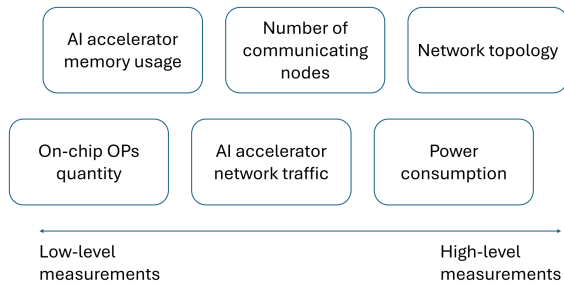 AI accelerator
memory usage
Number of
communicating
nodes
Network topology
On-chip OPs
quantity
AI accelerator
network traffic
Power
consumption
Low-level
measurements
High-level
measurements